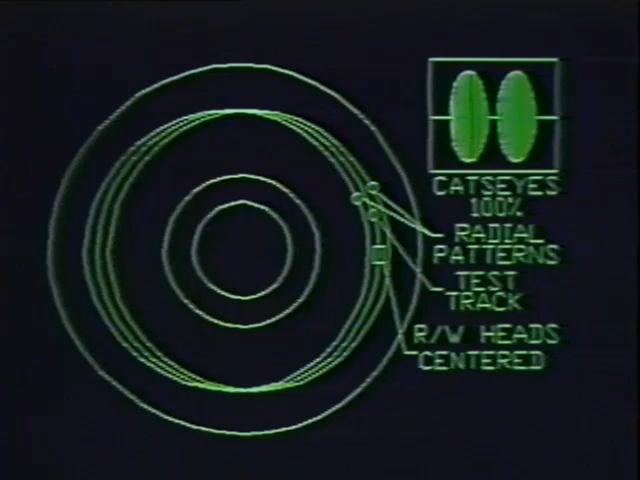 CATSEYES
100%
RADIAL
PATTERNS
TEST
TRACK
R/W HEADS
CENTERED